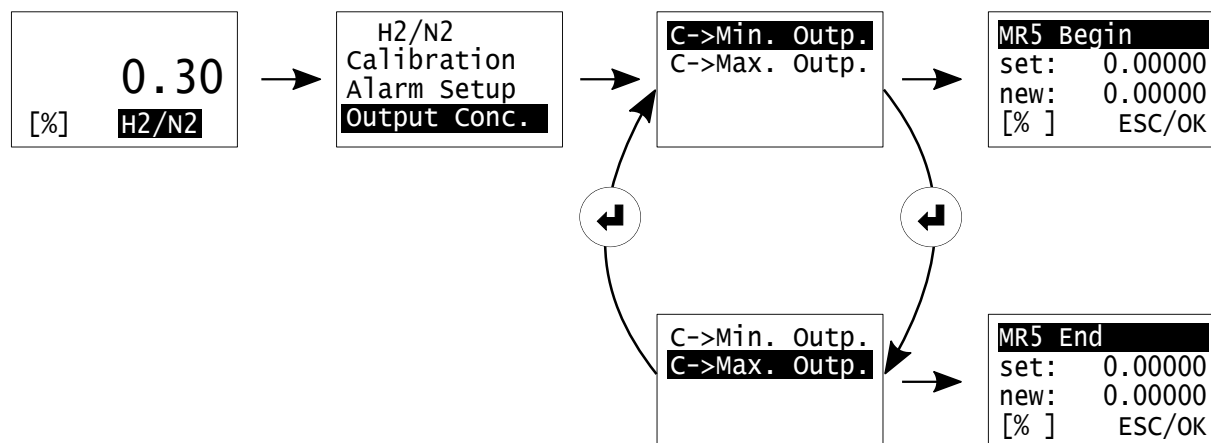 0.30
[%] H2/N2
H2/N2
Calibration
Alarm Setup
Output Conc.
C->Min. Outp.
C->Max. Outp.
MR5 Begin
set: 0.00000
new: 0.00000
[% ] ESC/OK
C->Min. Outp.
C->Max. Outp.
MR5 End
set: 0.00000
new: 0.00000
[% ] ESC/OK